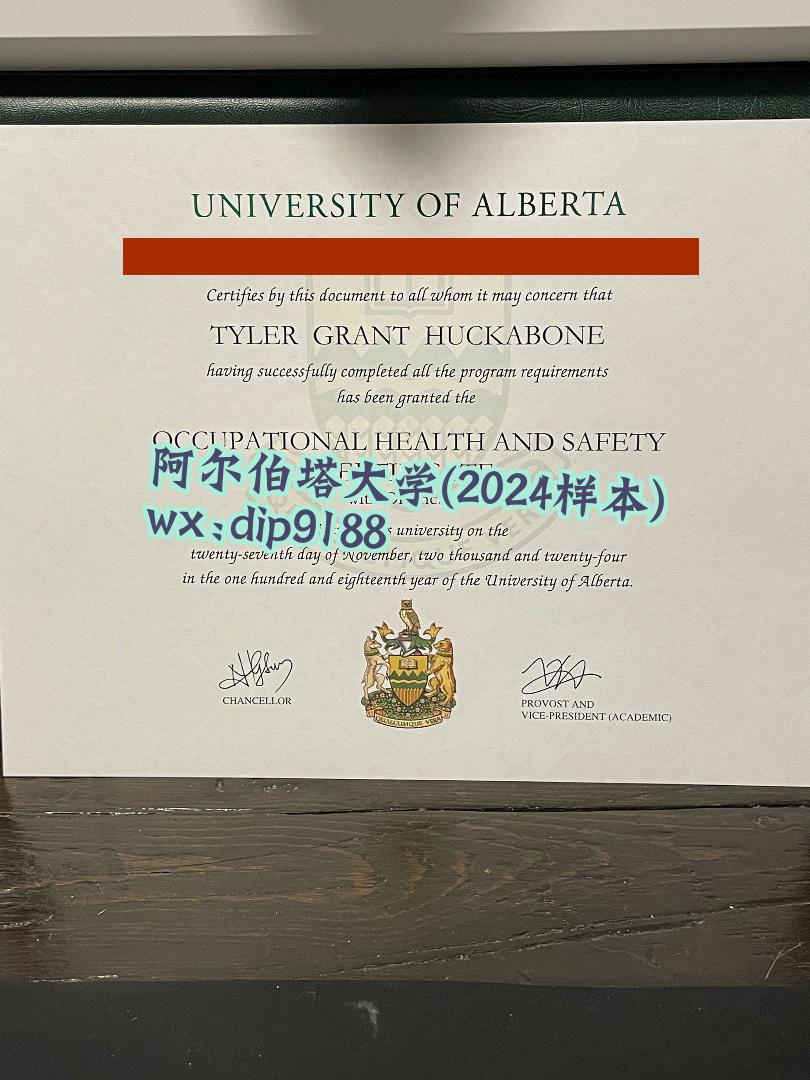 UNIVERSITY OF ALBERTA
Certifies by this document to all whom it may concern that
TYLER GRANT HUCKABONE
having successfully completed all the program requirements
has been granted the
OCCUPATIONAL HEALTH AND SAFETY
阿尔伯塔大学(2024样本)
wx:dip9188
university on the
twenty-seventh day of November, two thousand and twenty-four
in the one hundred and eighteenth year of the University of Alberta.
CHANCELLOR
QUAECUMQUE VERA
PROVOST AND
VICE-PRESIDENT (ACADEMIC)